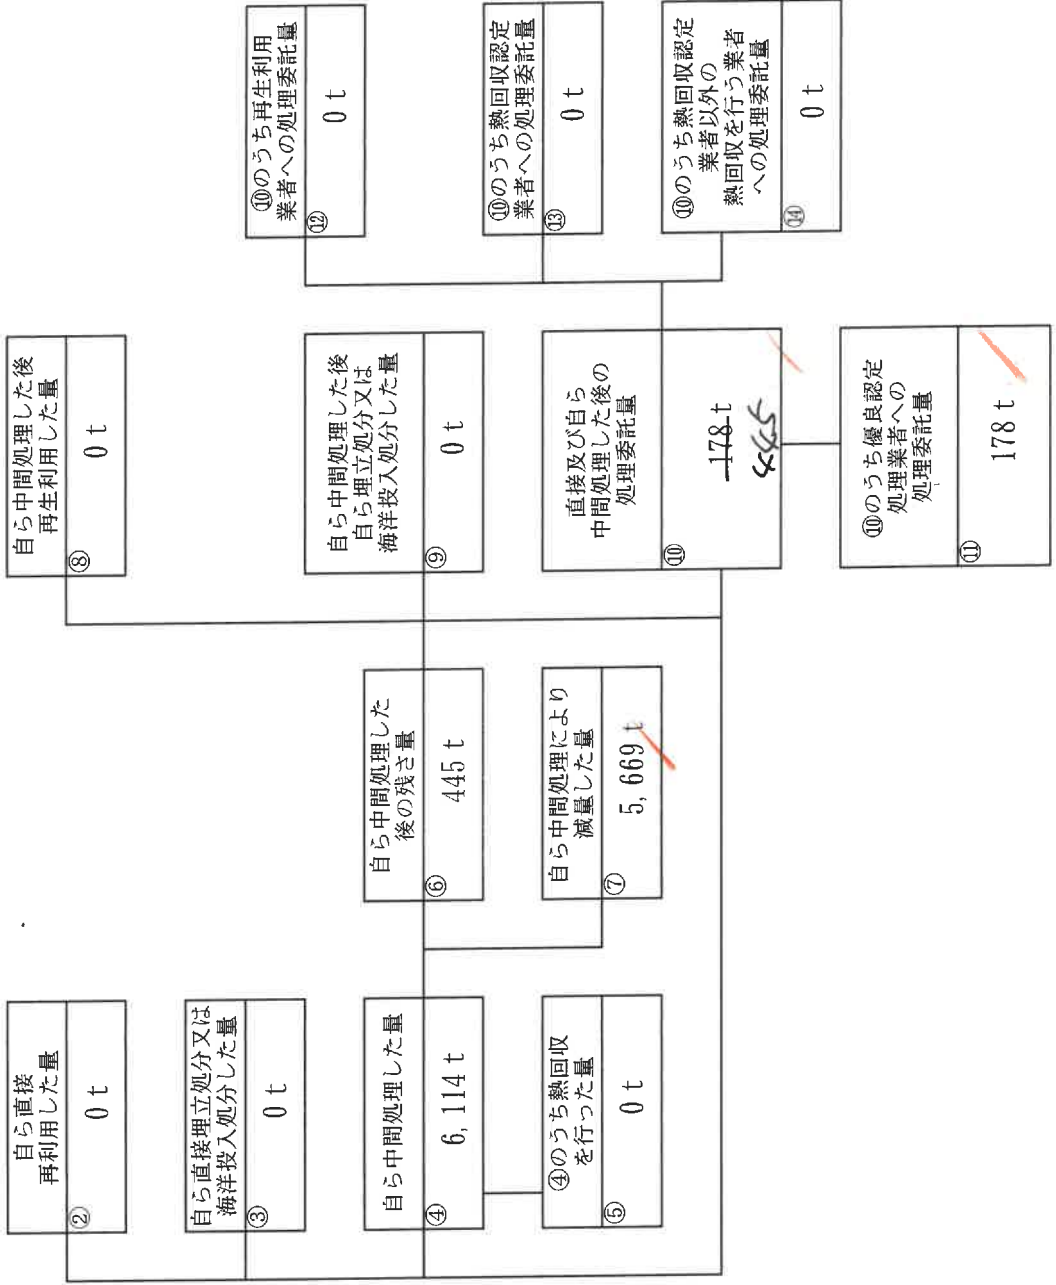 自ら直接
再利用した量
②
0 t
自ら直接埋立処分又は
海洋投入処分した量
③
0 t
自ら中間処理した量
④
6,114 t
④のうち熱回収
を行った量
⑤
0 t
自ら中間処理した
後の残さ量
⑥
445 t
自ら中間処理により
減量した量
⑦
5,669 t
自ら中間処理した後
再生利用した量
⑧
0 t
自ら中間処理した後
自ら埋立処分又は
海洋投入処分した量
⑨
0 t
直接及び自ら
中間処理した後の
処理委託量
⑩
178 t
445
⑩のうち優良認定
処理業者への
処理委託量
⑪
178 t
⑩のうち再生利用
業者への処理委託量
⑫
0 t
⑩のうち熱回収認定
業者への処理委託量
⑬
0 t
⑩のうち熱回収認定
業者以外の
熱回収を行う業者
への処理委託量
⑭
0 t